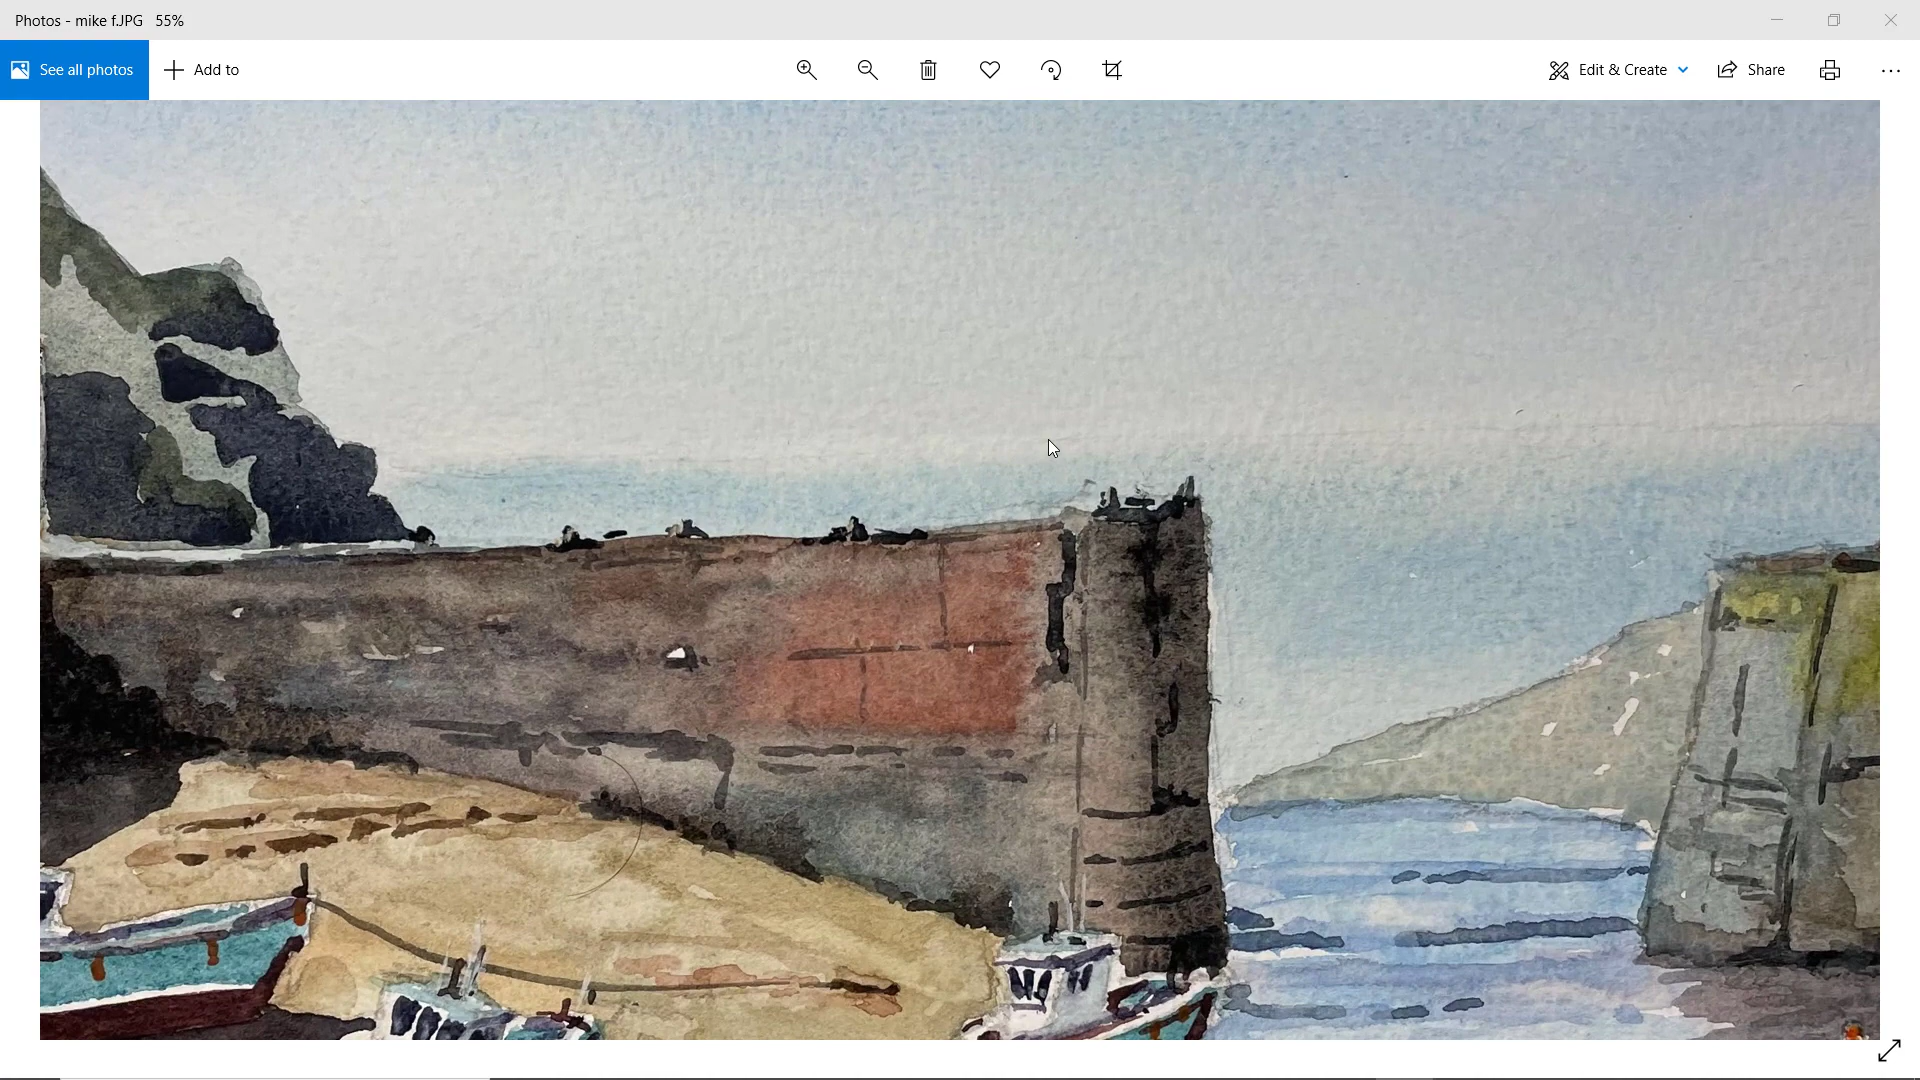 Photos - mike f.JPG 55%
See all photos
Add to
Edit & Create
Share